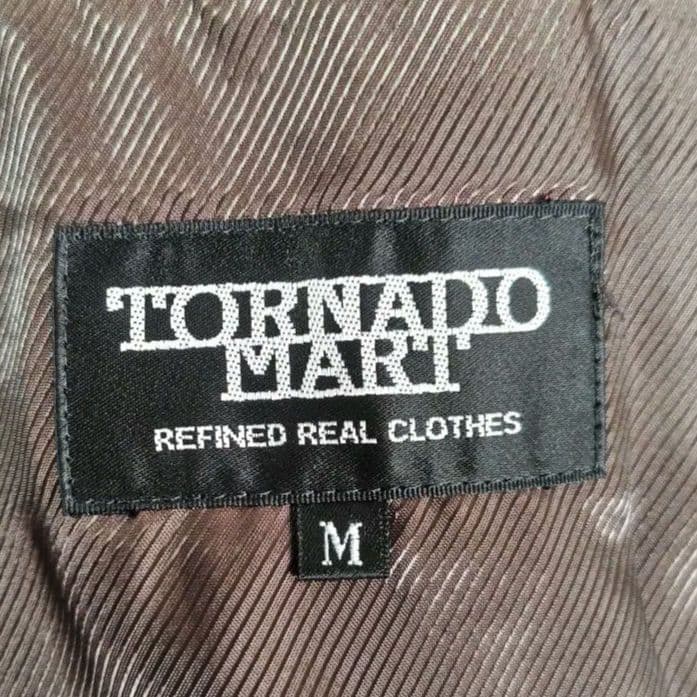 TORNADO
MART
REFINED REAL CLOTHES
M